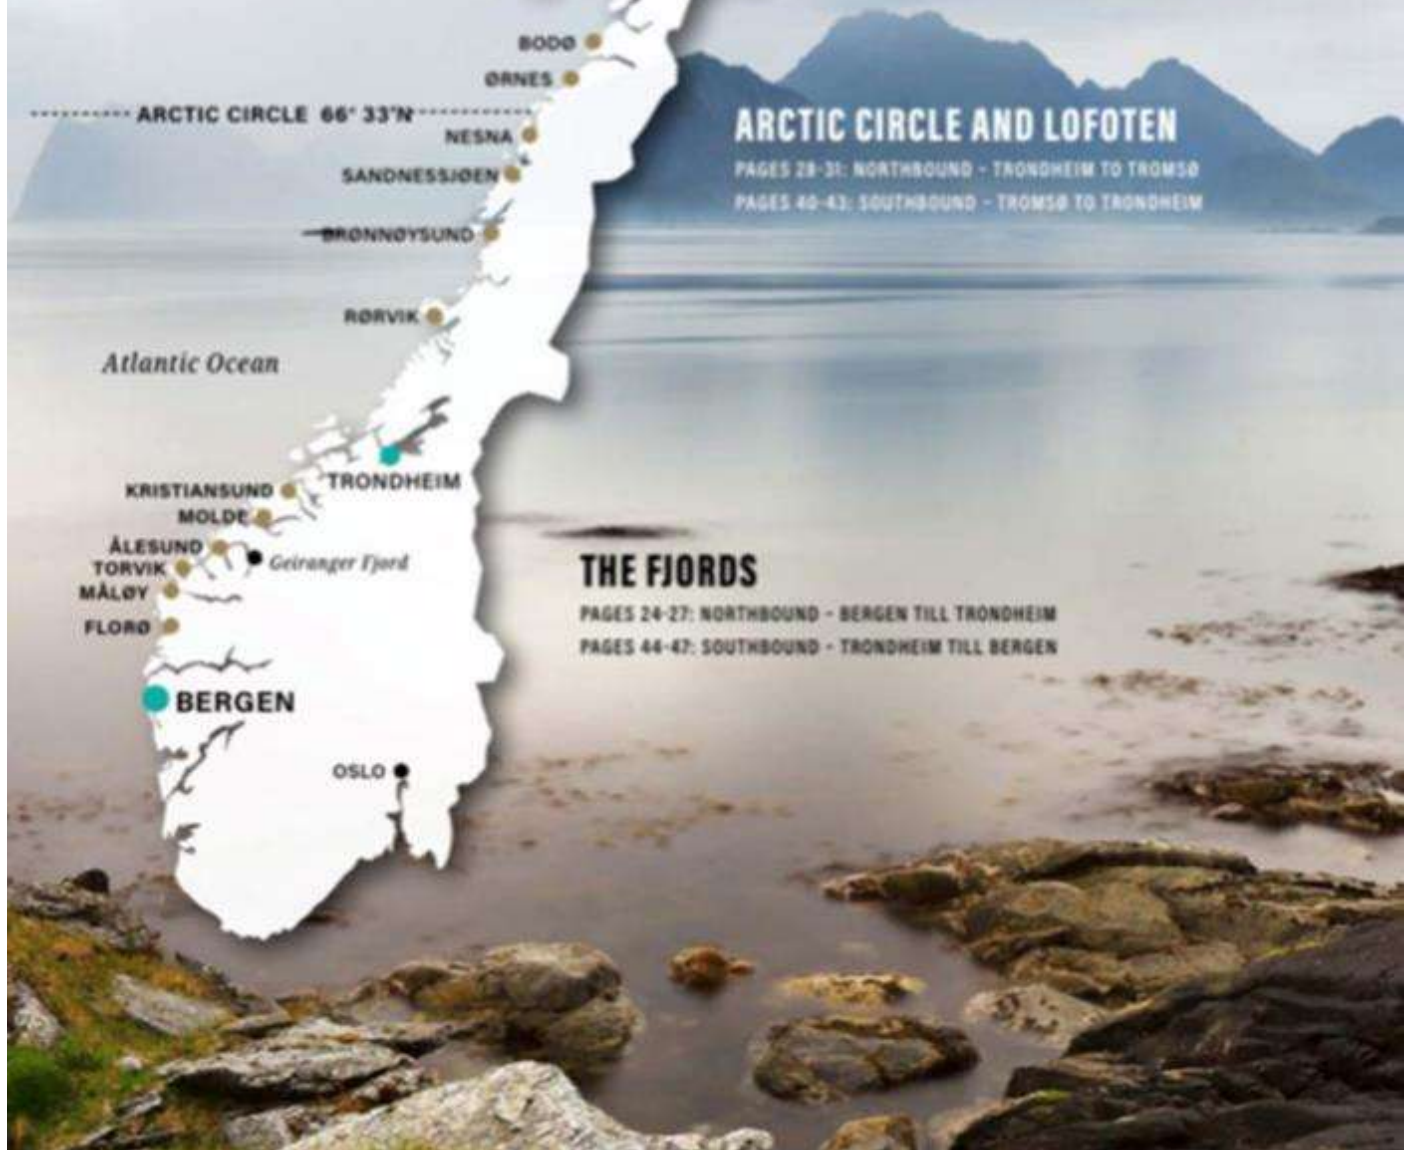 BODØ
ØRNES
ARCTIC CIRCLE 66° 33'N
NESNA
SANDNESSJØEN
BRØNNØYSUND
RØRVIK
Atlantic Ocean
TRONDHEIM
KRISTIANSUND
MOLDE
ÅLESUND
Geiranger Fjord
TORVIK
MÅLØY
FLORØ
BERGEN
OSLO
ARCTIC CIRCLE AND LOFOTEN
PAGES 28-31: NORTHBOUND - TRONDHEIM TO TROMSØ
PAGES 40-43: SOUTHBOUND - TROMSØ TO TRONDHEIM
THE FJORDS
PAGES 24-27: NORTHBOUND - BERGEN TILL TRONDHEIM
PAGES 44-47: SOUTHBOUND - TRONDHEIM TILL BERGEN